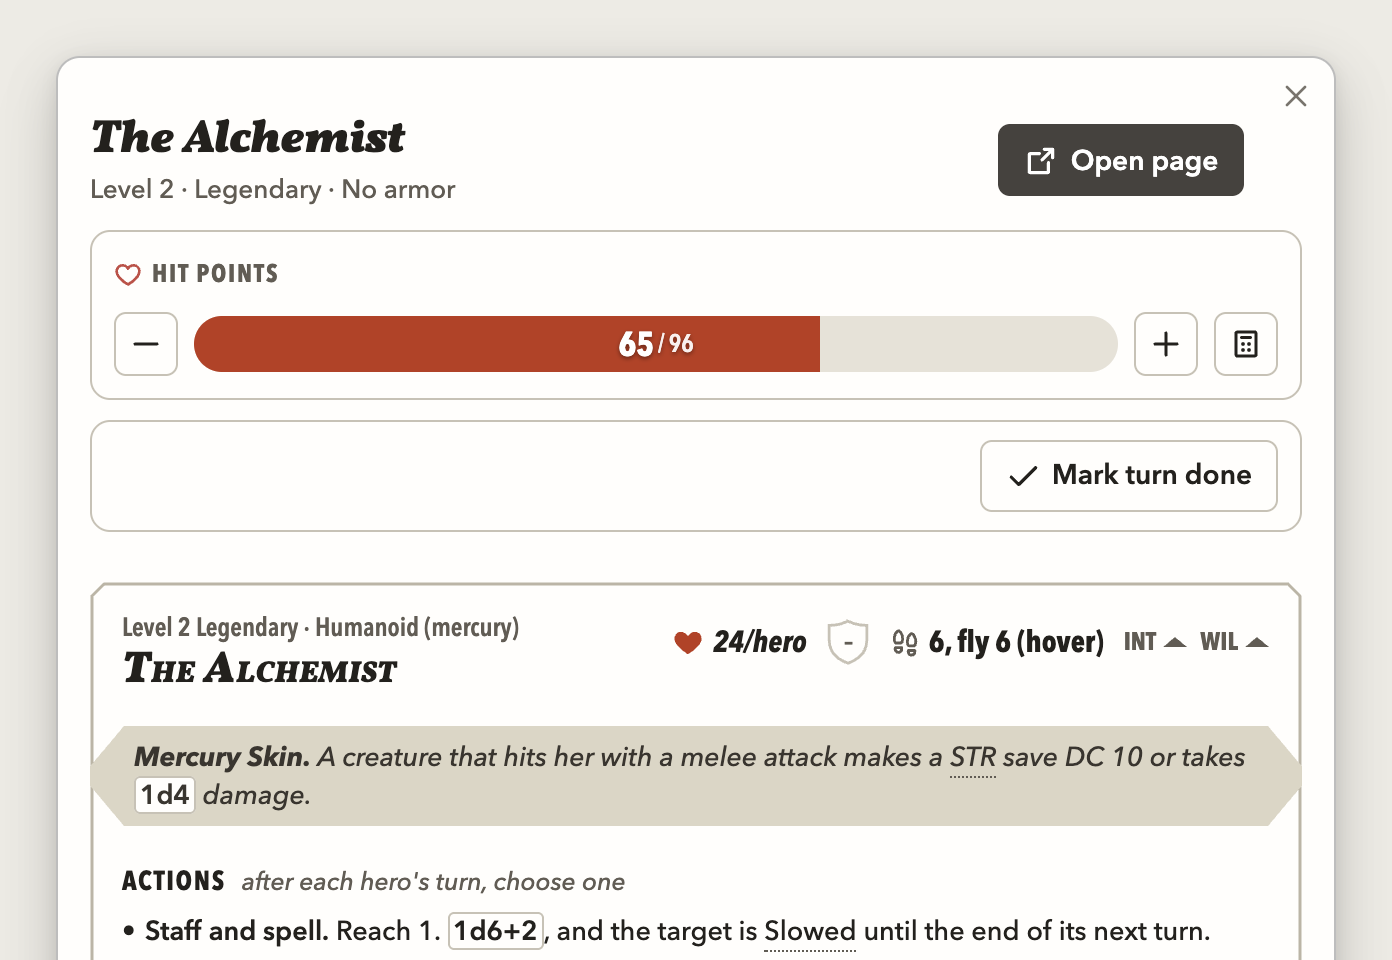 The Alchemist
Level 2 · Legendary · No armor
Open page
HIT POINTS
65/96
Mark turn done
Level 2 Legendary · Humanoid (mercury)
THE ALCHEMIST
24/hero
-
6, fly 6 (hover)
INT
WIL
Mercury Skin. A creature that hits her with a melee attack makes a STR save DC 10 or takes
1d4 damage.
ACTIONS after each hero's turn, choose one
• Staff and spell. Reach 1. 1d6+2, and the target is Slowed until the end of its next turn.